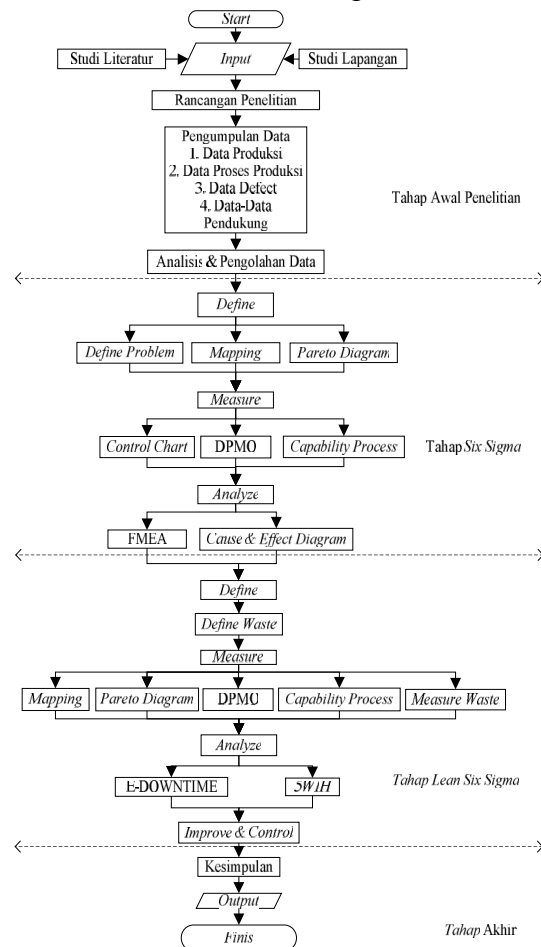 Start
Studi Literatur
Input
Studi Lapangan
Rancangan Penelitian
Pengumpulan Data
1. Data Produksi
2. Data Proses Produksi
3. Data Defect
4. Data-Data
Pendukung
Tahap Awal Penelitian
Analisis & Pengolahan Data
Define
Define Problem
Mapping
Pareto Diagram
Measure
Control Chart
DPMO
Capability Process
Tahap Six Sigma
Analyze
FMEA
Cause & Effect Diagram
Define
Define Waste
Measure
Mapping
Pareto Diagram
DPMO
Capability Process
Measure Waste
Analyze
E-DOWNTIME
5W1H
Tahap Lean Six Sigma
Improve & Control
Kesimpulan
Output
Finis
Tahap Akhir